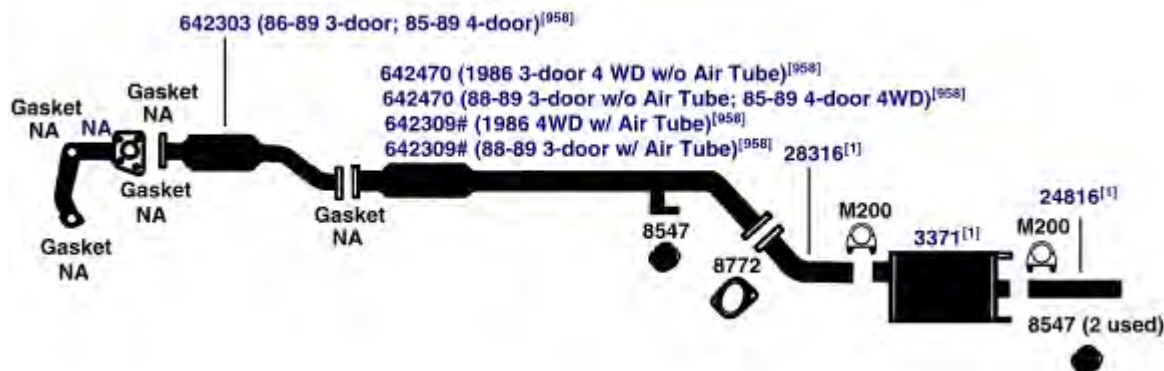 642303 (86-89 3-door; 85-89 4-door)[958]
642470 (1986 3-door 4 WD w/o Air Tube)[958]
642470 (88-89 3-door w/o Air Tube; 85-89 4-door 4WD)[958]
642309# (1986 4WD w/ Air Tube)[958]
642309# (88-89 3-door w/ Air Tube)[958]
Gasket
NA
NA
Gasket
NA
Gasket
NA
Gasket
NA
Gasket
NA
8547
8772
28316[1]
M200
3371[1]
24816[1]
M200
8547 (2 used)